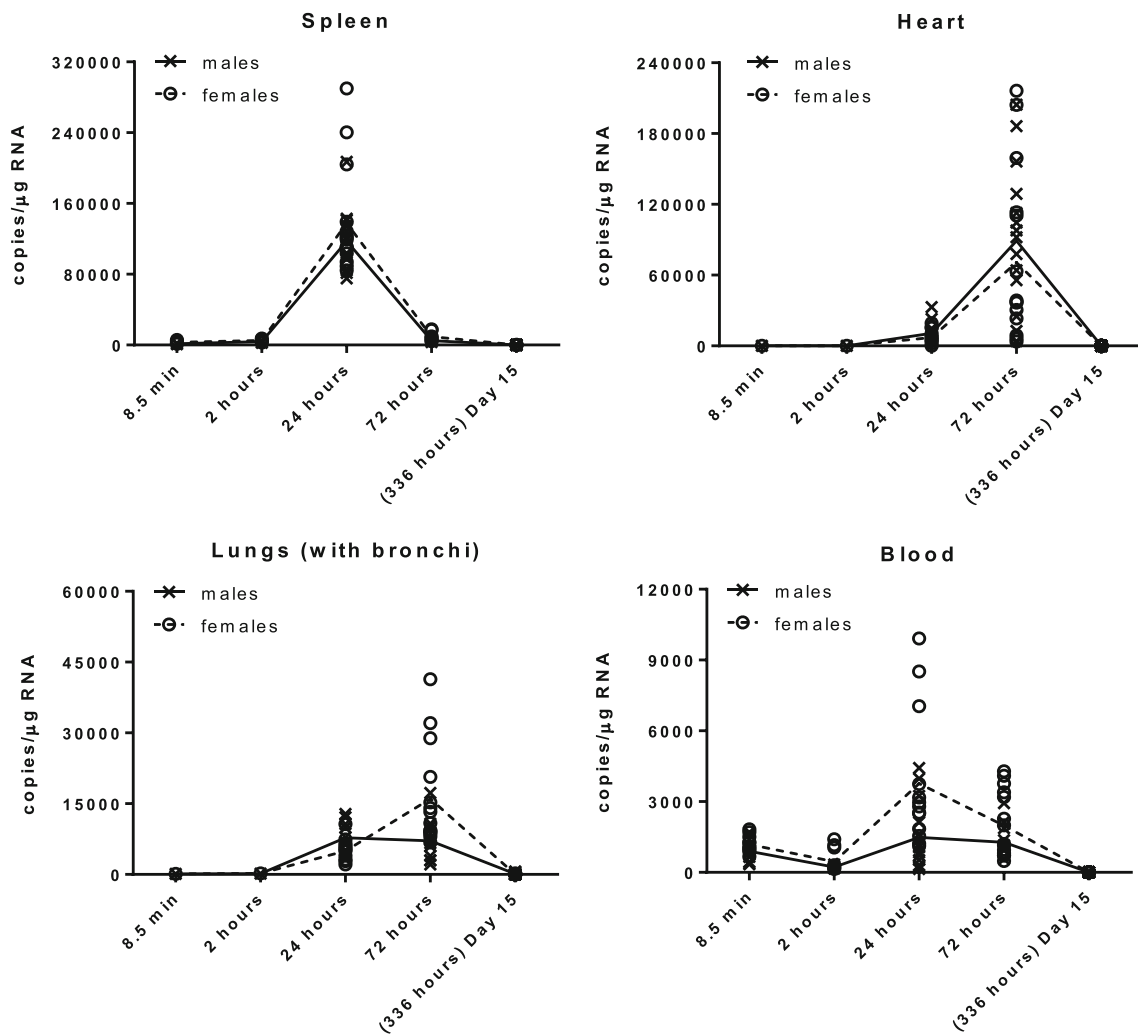 Spleen
males
females
320000
240000
160000
80000
0
copies/μg RNA
8.5 min
2 hours
24 hours
72 hours
(336 hours) Day 15
Heart
males
females
240000
180000
120000
60000
0
copies/μg RNA
8.5 min
2 hours
24 hours
72 hours
(336 hours) Day 15
Lungs (with bronchi)
males
females
60000
45000
30000
15000
0
copies/μg RNA
8.5 min
2 hours
24 hours
72 hours
(336 hours) Day 15
Blood
males
females
12000
9000
6000
3000
0
copies/μg RNA
8.5 min
2 hours
24 hours
72 hours
(336 hours) Day 15